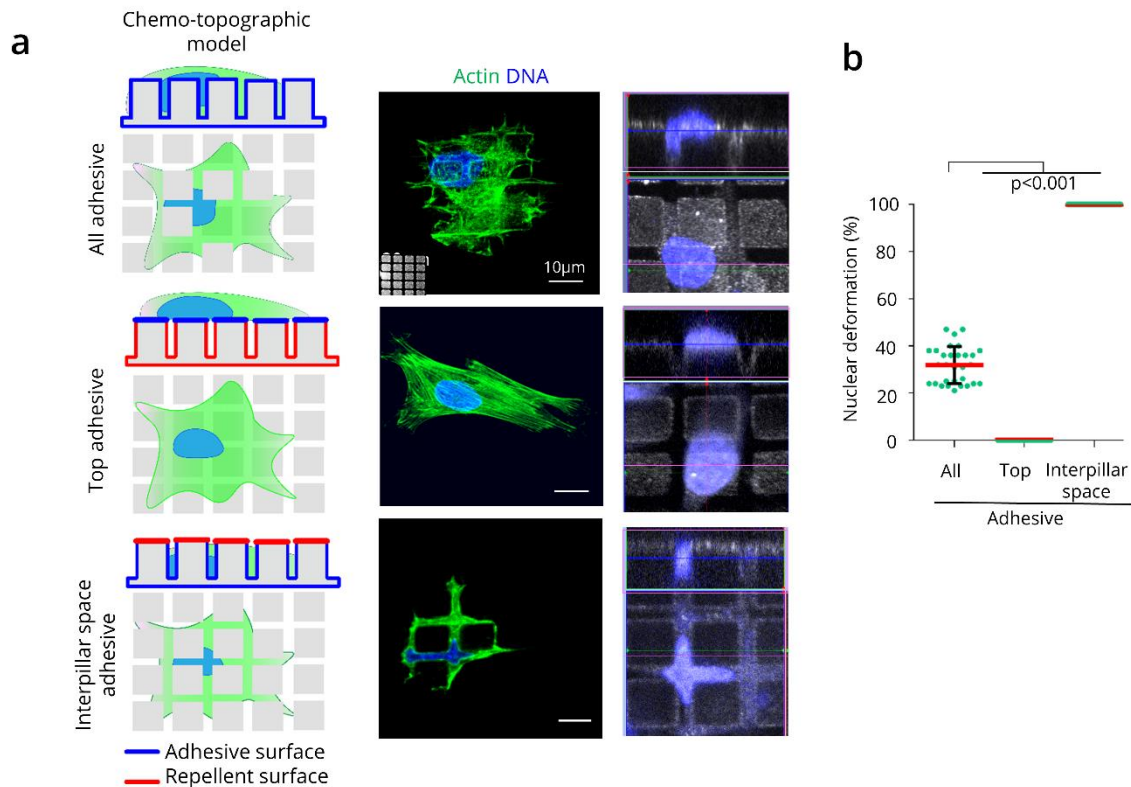 a
Chemo-topographic
model
Actin DNA
All adhesive
10µm
Top adhesive
Interpillar space
adhesive
Adhesive surface
Repellent surface
b
p<0.001
Nuclear deformation (%)
100
80
60
40
20
0
All Top Interpillar
space
Adhesive